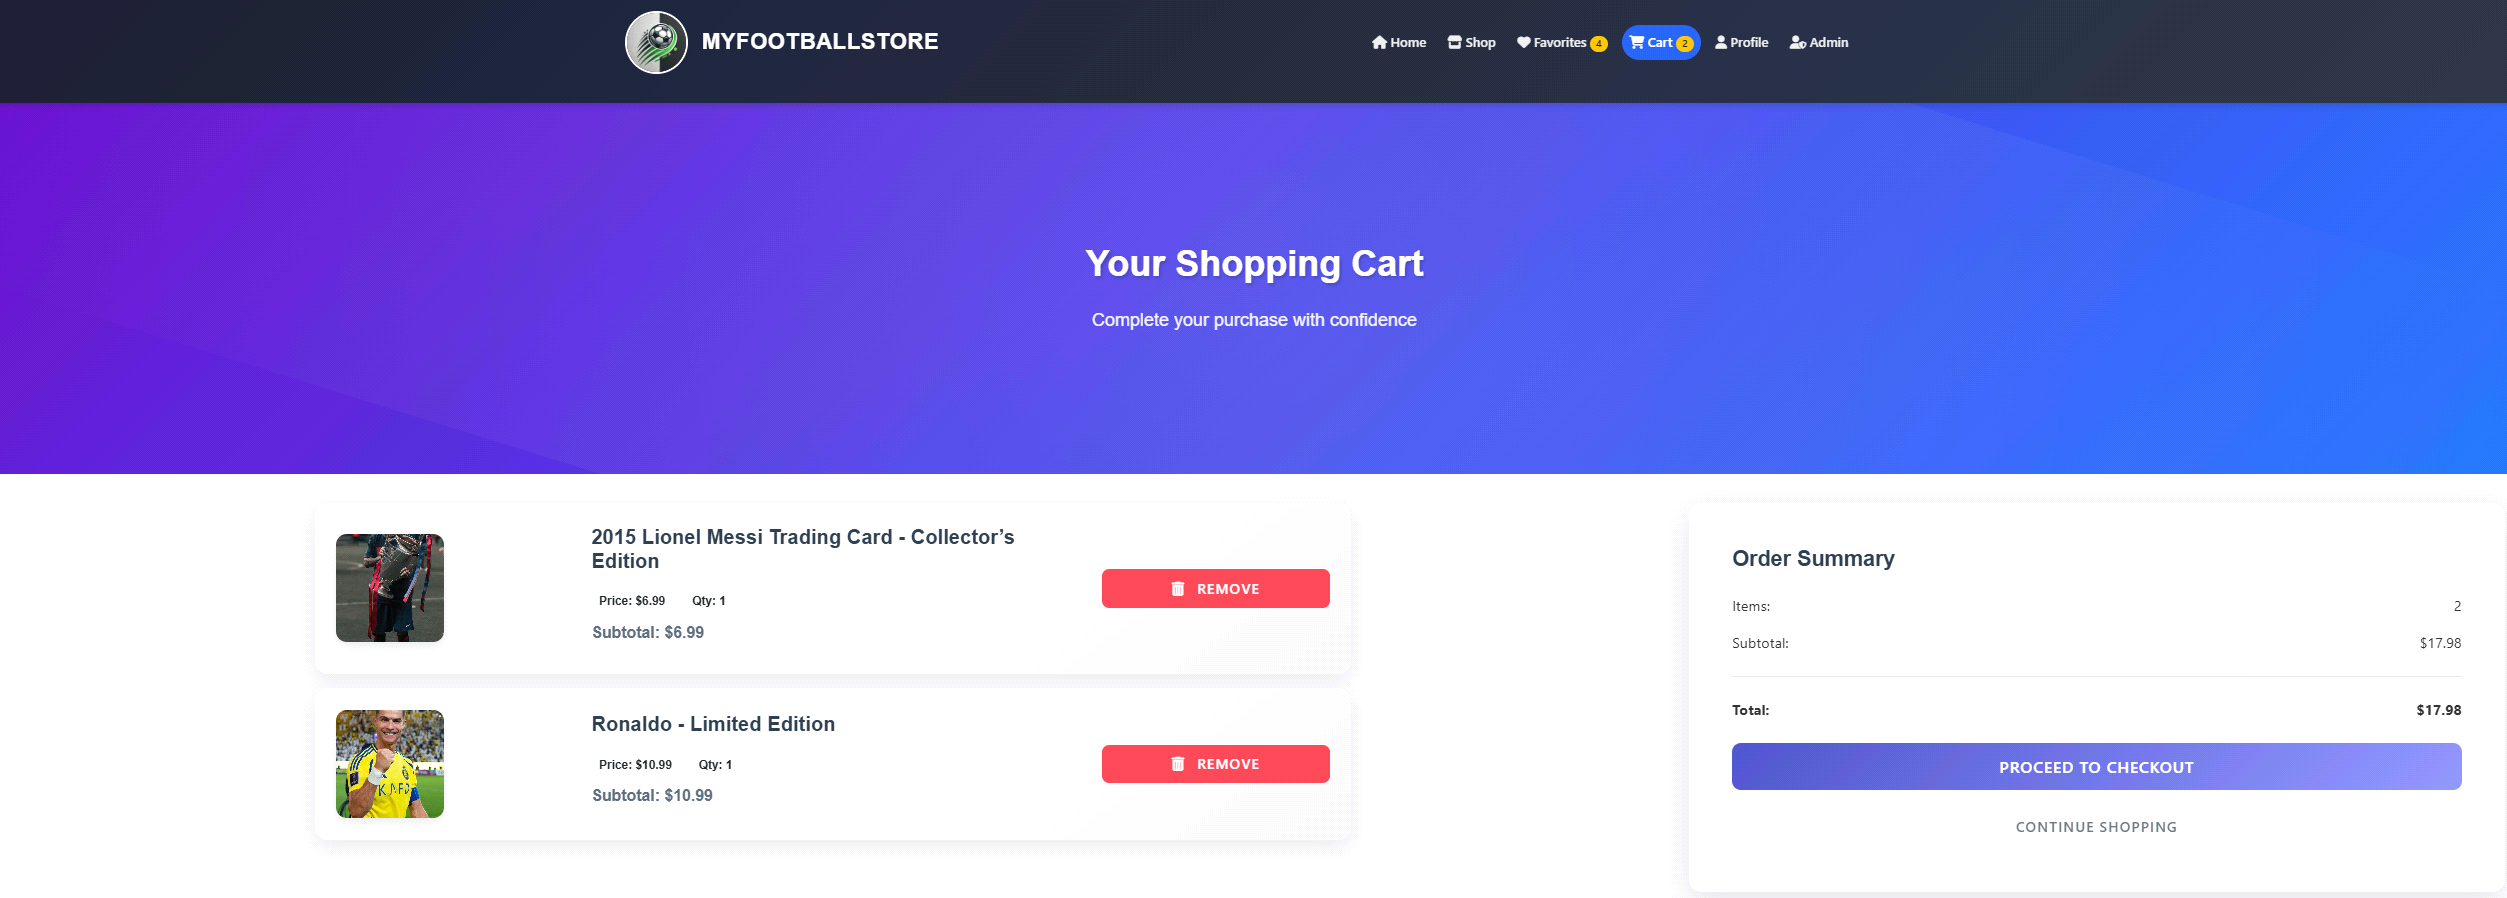 MYFOOTBALLSTORE
Home Shop Favorites 4 Cart 2 Profile Admin
Your Shopping Cart
Complete your purchase with confidence
2015 Lionel Messi Trading Card - Collector’s
Edition
Price: $6.99 Qty: 1
Subtotal: $6.99
REMOVE
Ronaldo - Limited Edition
Price: $10.99 Qty: 1
Subtotal: $10.99
REMOVE
Order Summary
Items: 2
Subtotal: $17.98
Total: $17.98
PROCEED TO CHECKOUT
CONTINUE SHOPPING